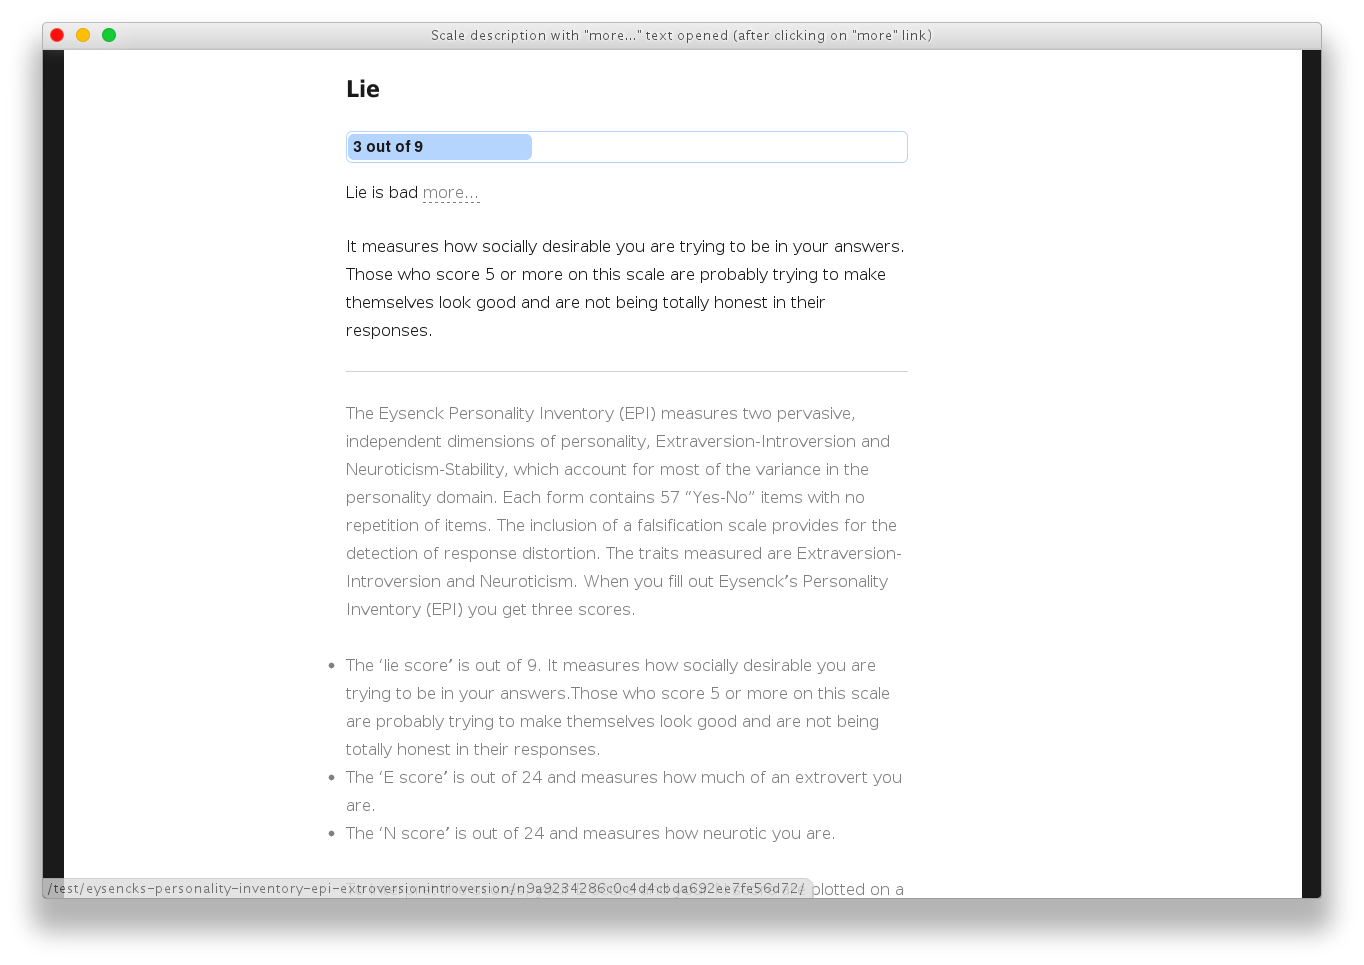 Scale description with "more..." text opened (after clicking on "more" link)
Lie
3 out of 9
Lie is bad more...
It measures how socially desirable you are trying to be in your answers.
Those who score 5 or more on this scale are probably trying to make
themselves look good and are not being totally honest in their
responses.
The Eysenck Personality Inventory (EPI) measures two pervasive,
independent dimensions of personality, Extraversion-Introversion and
Neuroticism-Stability, which account for most of the variance in the
personality domain. Each form contains 57 “Yes-No” items with no
repetition of items. The inclusion of a falsification scale provides for the
detection of response distortion. The traits measured are Extraversion-
Introversion and Neuroticism. When you fill out Eysenck’s Personality
Inventory (EPI) you get three scores.
• The ‘lie score’ is out of 9. It measures how socially desirable you are
trying to be in your answers.Those who score 5 or more on this scale
are probably trying to make themselves look good and are not being
totally honest in their responses.
• The ‘E score’ is out of 24 and measures how much of an extrovert you
are.
• The ‘N score’ is out of 24 and measures how neurotic you are.
plotted on a
/test/eysencks-personality-inventory-epi-extroversionintroversion/n9a9234286c0c4d4cbda692ee7fe56d72/